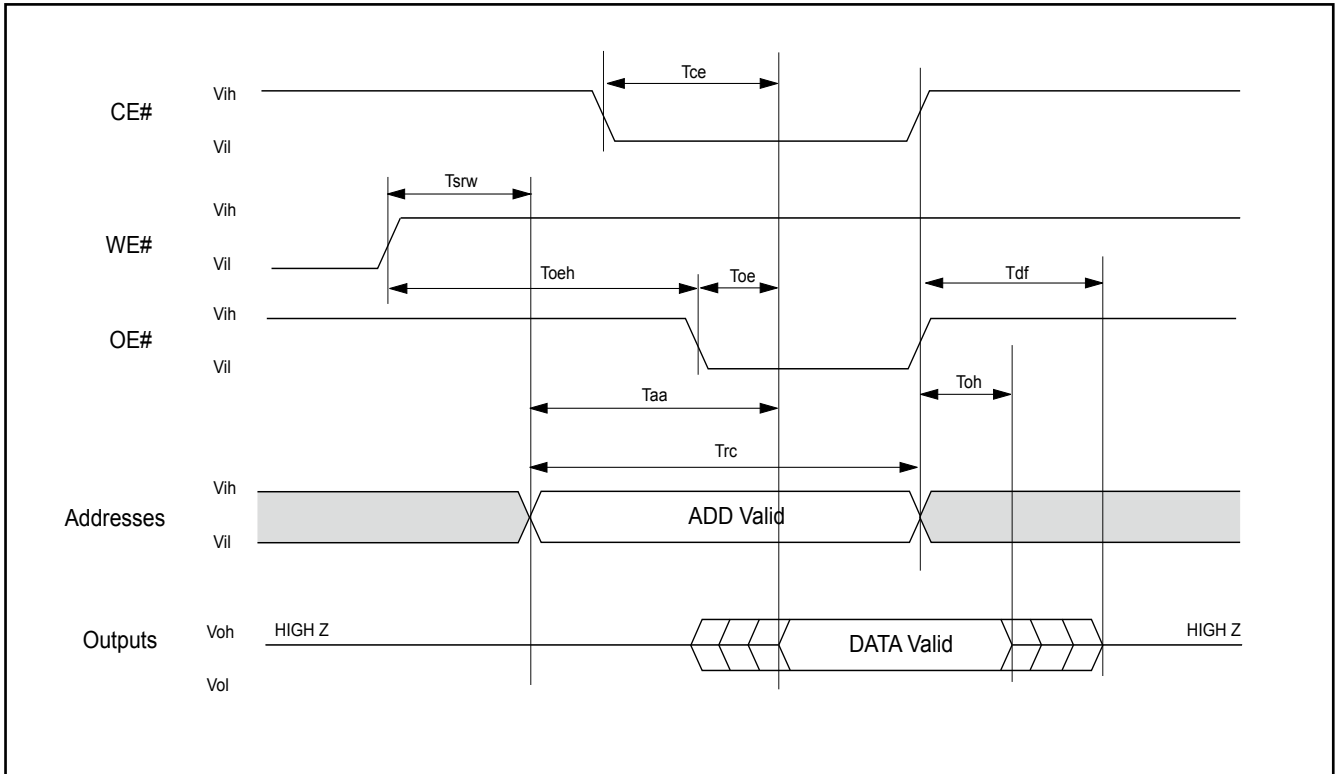 Tce
Vih
CE#
Vil
Tsrw
Vih
WE#
Vil
Toeh
Toe
Tdf
Vih
OE#
Vil
Toh
Taa
Trc
Vih
ADD Valid
Addresses
Vil
Voh
HIGH Z
HIGH Z
Outputs
DATA Valid
Vol